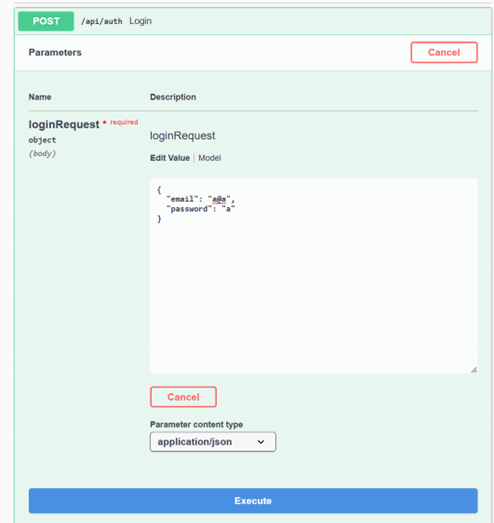 POST /api/auth Login
Parameters
Cancel
Name Description
loginRequest * required
object
(body)
loginRequest
Edit Value | Model
{
"email": "a@a",
"password": "a"
}
Cancel
Parameter content type
application/json
Execute